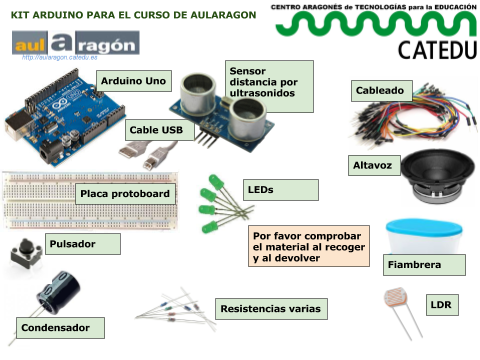 KIT ARDUINO PARA EL CURSO DE AULARAGON
CENTRO ARAGONÉS de TECNOLOGÍAS para la EDUCACIÓN
CATEDU
aularagón
http://aularagon.catedu.es
Arduino Uno
Sensor
distancia por
ultrasonidos
Cableado
Cable USB
Altavoz
Placa protoboard
LEDs
Pulsador
Por favor comprobar
el material al recoger
y al devolver
Fiambrera
Condensador
Resistencias varias
LDR